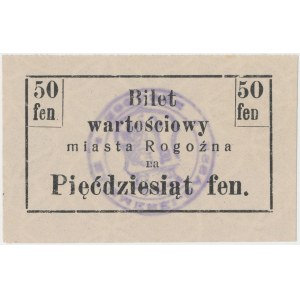 50 fen
50 fen
Bilet
wartościowy
miasta Rogoźna
na
Pięćdziesiąt fen.